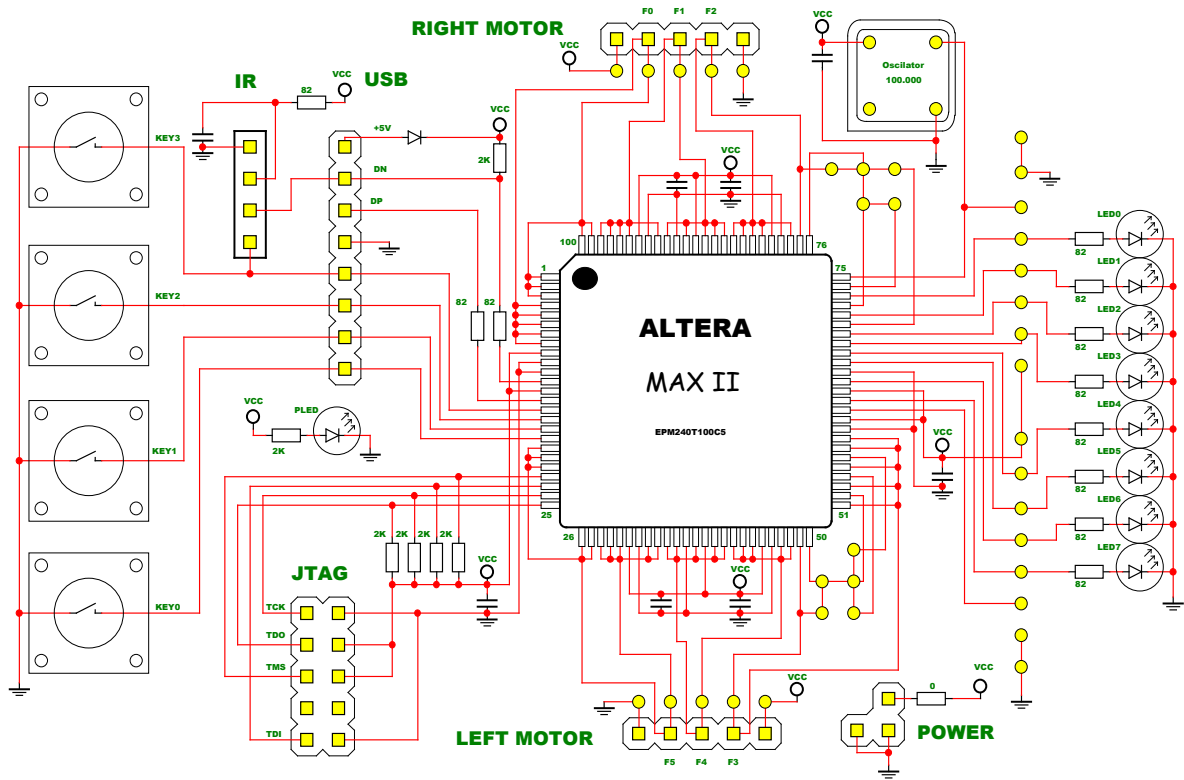 F0
F1
F2
VCC
RIGHT MOTOR
VCC
IR
VCC
USB
82
Oscilator
100.000
VCC
+5V
KEY3
2K
DN
VCC
DP
100
76
LED0
82
1
75
LED1
82
KEY2
82
82
ALTERA
LED2
82
KEY1
MAX II
LED3
82
VCC
PLED
2K
EPM240T100C5
VCC
LED4
82
LED5
82
25
51
LED6
82
26
50
2K
2K
2K
2K
LED7
82
VCC
VCC
JTAG
KEY0
TCK
TDO
TMS
TDI
VCC
VCC
0
LEFT MOTOR
POWER
F5
F4
F3